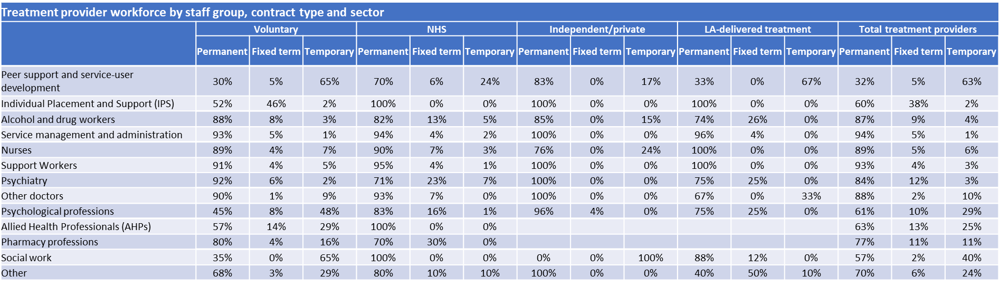 Treatment provider workforce by staff group, contract type and sector
Voluntary NHS Independent/private LA-delivered treatment Total treatment providers
Permanent Fixed term Temporary Permanent Fixed term Temporary Permanent Fixed term Temporary Permanent Fixed term Temporary Permanent Fixed term Temporary
Peer support and service-user
development 30% 5% 65% 70% 6% 24% 83% 0% 17% 33% 0% 67% 32% 5% 63%
Individual Placement and Support (IPS) 52% 46% 2% 100% 0% 0% 100% 0% 0% 100% 0% 0% 60% 38% 2%
Alcohol and drug workers 88% 8% 3% 82% 13% 5% 85% 0% 15% 74% 26% 0% 87% 9% 4%
Service management and administration 93% 5% 1% 94% 4% 2% 100% 0% 0% 96% 4% 0% 94% 5% 1%
Nurses 89% 4% 7% 90% 7% 3% 76% 0% 24% 100% 0% 0% 89% 5% 6%
Support Workers 91% 4% 5% 95% 4% 1% 100% 0% 0% 100% 0% 0% 93% 4% 3%
Psychiatry 92% 6% 2% 71% 23% 7% 100% 0% 0% 75% 25% 0% 84% 12% 3%
Other doctors 90% 1% 9% 93% 7% 0% 100% 0% 0% 67% 0% 33% 88% 2% 10%
Psychological professions 45% 8% 48% 83% 16% 1% 96% 4% 0% 75% 25% 0% 61% 10% 29%
Allied Health Professionals (AHPs) 57% 14% 29% 100% 0% 0% 63% 13% 25%
Pharmacy professions 80% 4% 16% 70% 30% 0% 77% 11% 11%
Social work 35% 0% 65% 100% 0% 0% 0% 0% 100% 88% 12% 0% 57% 2% 40%
Other 68% 3% 29% 80% 10% 10% 100% 0% 0% 40% 50% 10% 70% 6% 24%